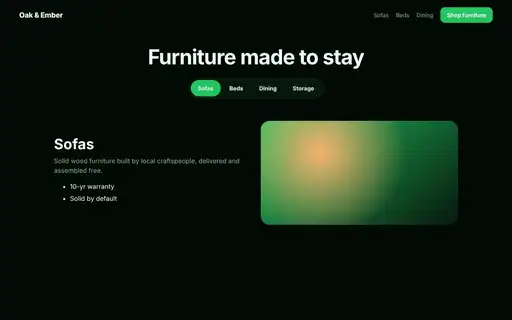 Oak & Ember
Sofas Beds Dining Shop furniture
Furniture made to stay
Sofas Beds Dining Storage
Sofas
Solid wood furniture built by local craftspeople, delivered and
assembled free.
10-yr warranty
Solid by default